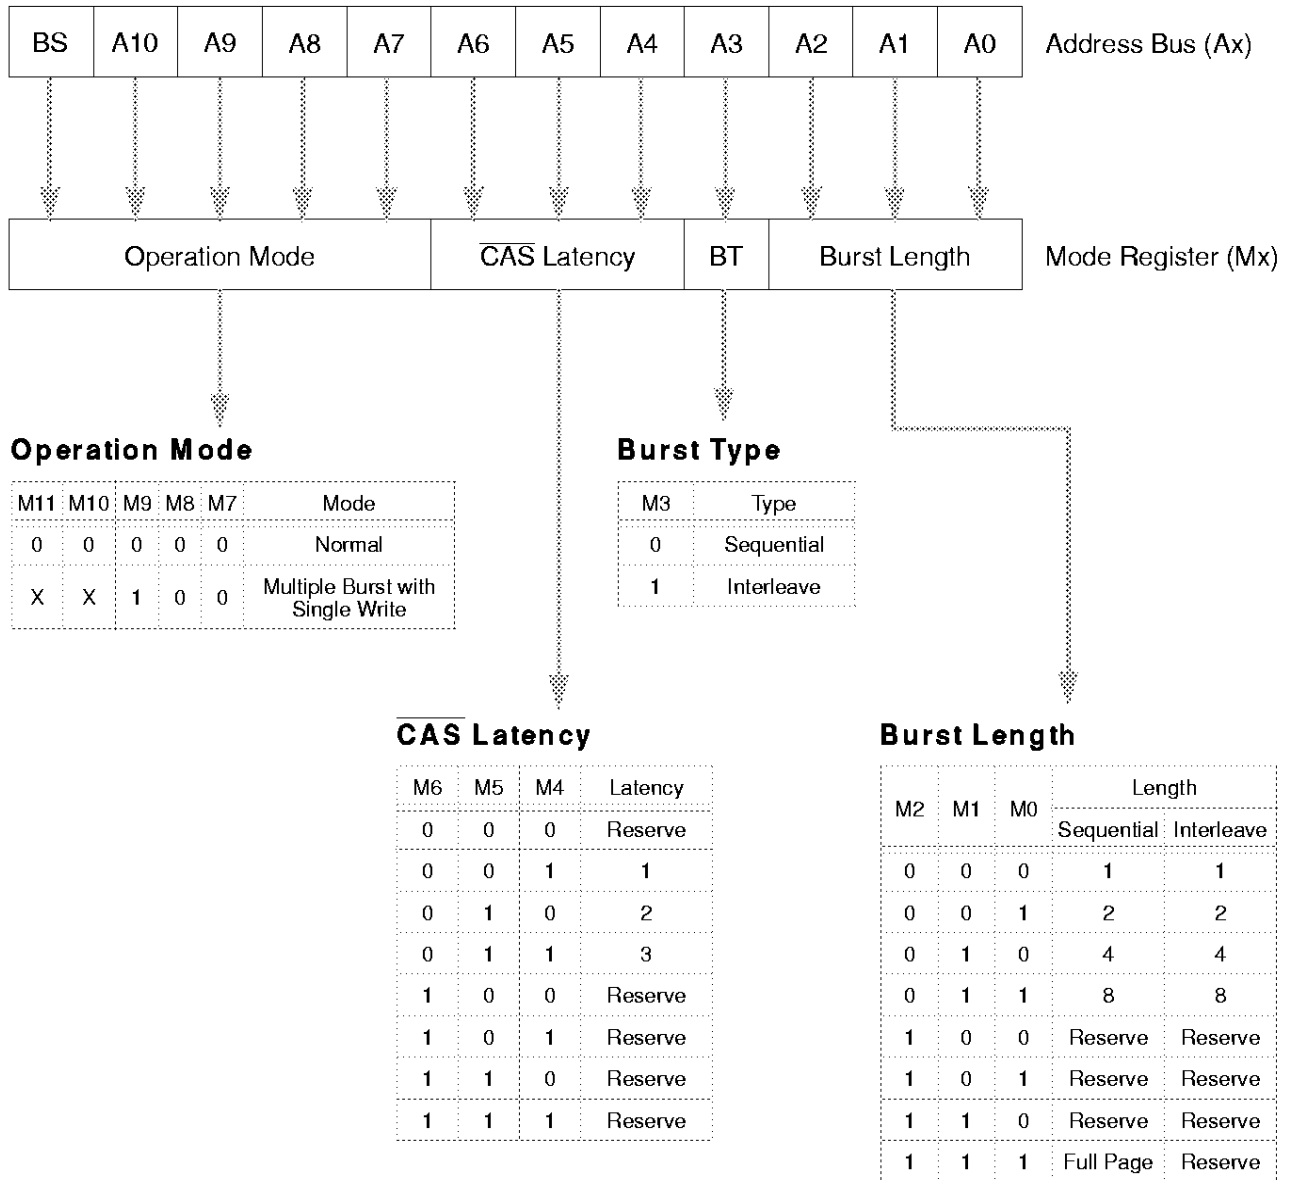 BS A10 A9 A8 A7 A6 A5 A4 A3 A2 A1 A0 Address Bus (Ax)
Operation Mode CAS Latency BT Burst Length Mode Register (Mx)
Operation Mode
M11 M10 M9 M8 M7 Mode
0 0 0 0 0 Normal
X X 1 0 0 Multiple Burst with
Single Write
Burst Type
M3 Type
0 Sequential
1 Interleave
CAS Latency
M6 M5 M4 Latency
0 0 0 Reserve
0 0 1 1
0 1 0 2
0 1 1 3
1 0 0 Reserve
1 0 1 Reserve
1 1 0 Reserve
1 1 1 Reserve
Burst Length
M2 M1 M0 Length
Sequential Interleave
0 0 0 1 1
0 0 1 2 2
0 1 0 4 4
0 1 1 8 8
1 0 0 Reserve Reserve
1 0 1 Reserve Reserve
1 1 0 Reserve Reserve
1 1 1 Full Page Reserve